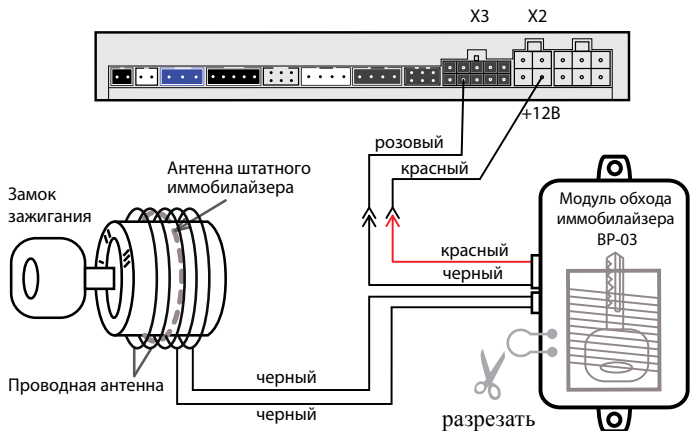 X3 X2
+12В
розовый
красный
Антенна штатного
иммобилайзера
Замок
зажигания
Модуль обхода
иммобилайзера
BP-03
красный
черный
Проводная антенна
черный
черный
разрезать